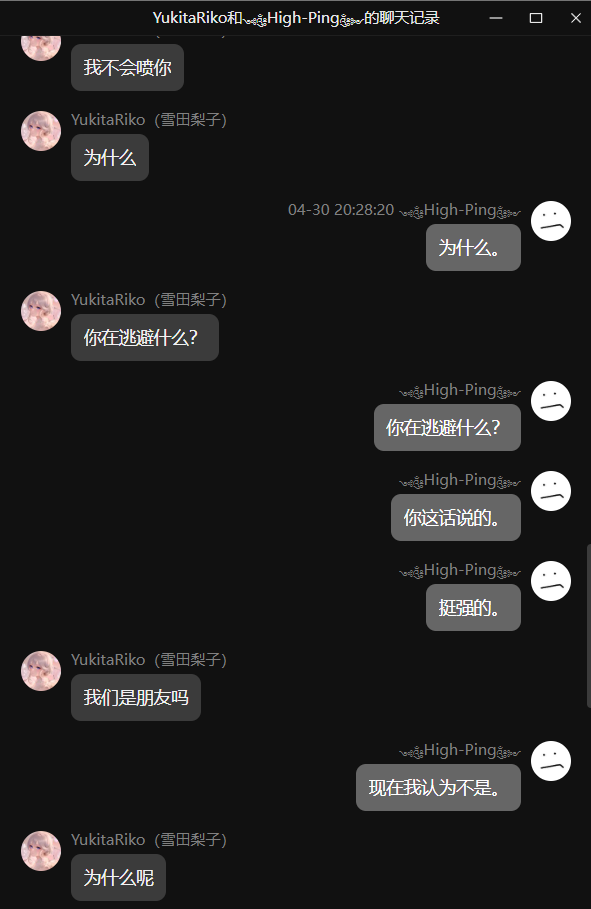 YukitaRiko和༺High-Ping༻的聊天记录
我不会喷你
YukitaRiko（雪田梨子）
为什么
04-30 20:28:20 ༺High-Ping༻
为什么。
YukitaRiko（雪田梨子）
你在逃避什么？
༺High-Ping༻
你在逃避什么？
༺High-Ping༻
你这话说的。
༺High-Ping༻
挺强的。
YukitaRiko（雪田梨子）
我们是朋友吗
༺High-Ping༻
现在我认为不是。
YukitaRiko（雪田梨子）
为什么呢